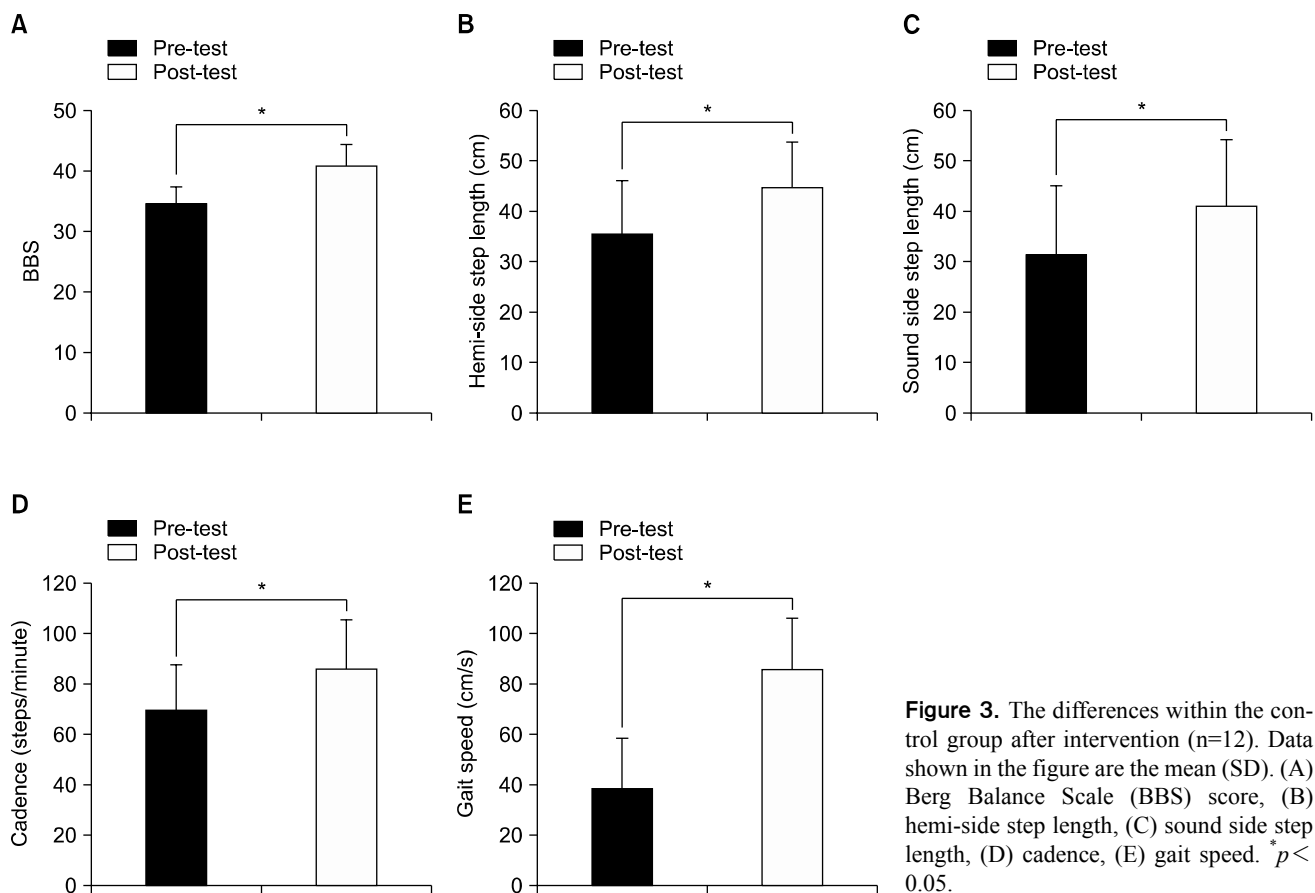 A
Pre-test
Post-test
*
50
40
30
20
10
0
BBS
B
Pre-test
Post-test
*
60
50
40
30
20
10
0
Hemi-side step length (cm)
C
Pre-test
Post-test
*
60
50
40
30
20
10
0
Sound side step length (cm)
D
Pre-test
Post-test
*
120
100
80
60
40
20
0
Cadence (steps/minute)
E
Pre-test
Post-test
*
120
100
80
60
40
20
0
Gait speed (cm/s)
Figure 3. The differences within the con-
trol group after intervention (n=12). Data
shown in the figure are the mean (SD). (A)
Berg Balance Scale (BBS) score, (B)
hemi-side step length, (C) sound side step
length, (D) cadence, (E) gait speed. *p<
0.05.